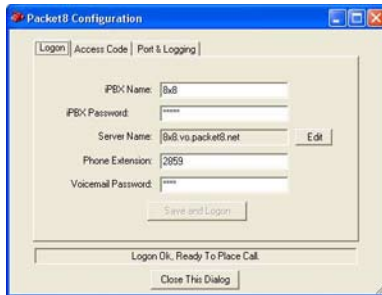 Packet8 Configuration
Logon Access Code Port & Logging
iPBX Name: 8x8
iPBX Password: *****
Server Name: 8x8.vo.packet8.net Edit
Phone Extension: 2859
Voicemail Password: ****
Save and Logon
Logon Ok, Ready To Place Call.
Close This Dialog